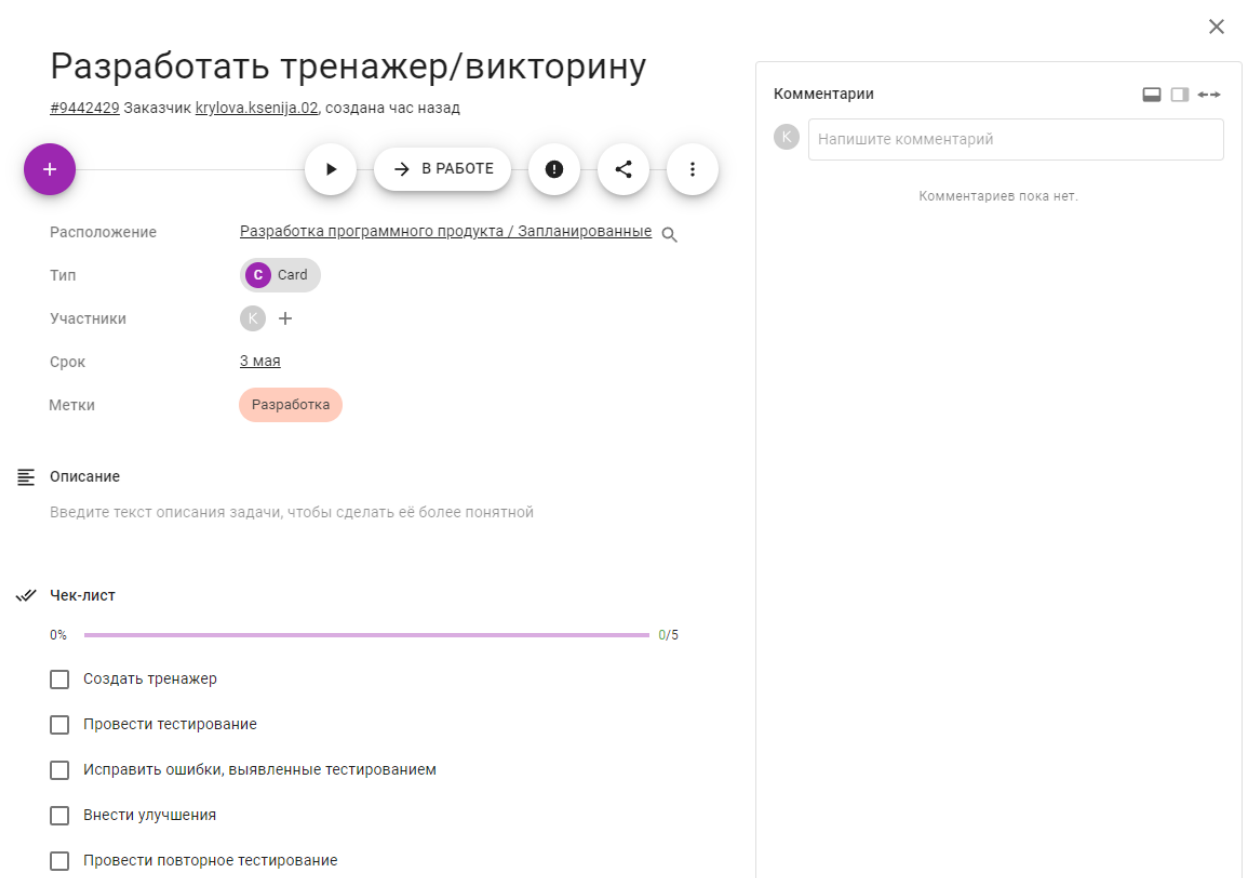 Разработать тренажер/викторину
#9442429 Заказчик krylova.ksenija.02, создана час назад
В РАБОТЕ
Расположение Разработка программного продукта / Запланированные
Тип C Card
Участники K
Срок 3 мая
Метки Разработка
Описание
Введите текст описания задачи, чтобы сделать её более понятной
Чек-лист
0% 0/5
Создать тренажер
Провести тестирование
Исправить ошибки, выявленные тестированием
Внести улучшения
Провести повторное тестирование
Комментарии
K Напишите комментарий
Комментариев пока нет.